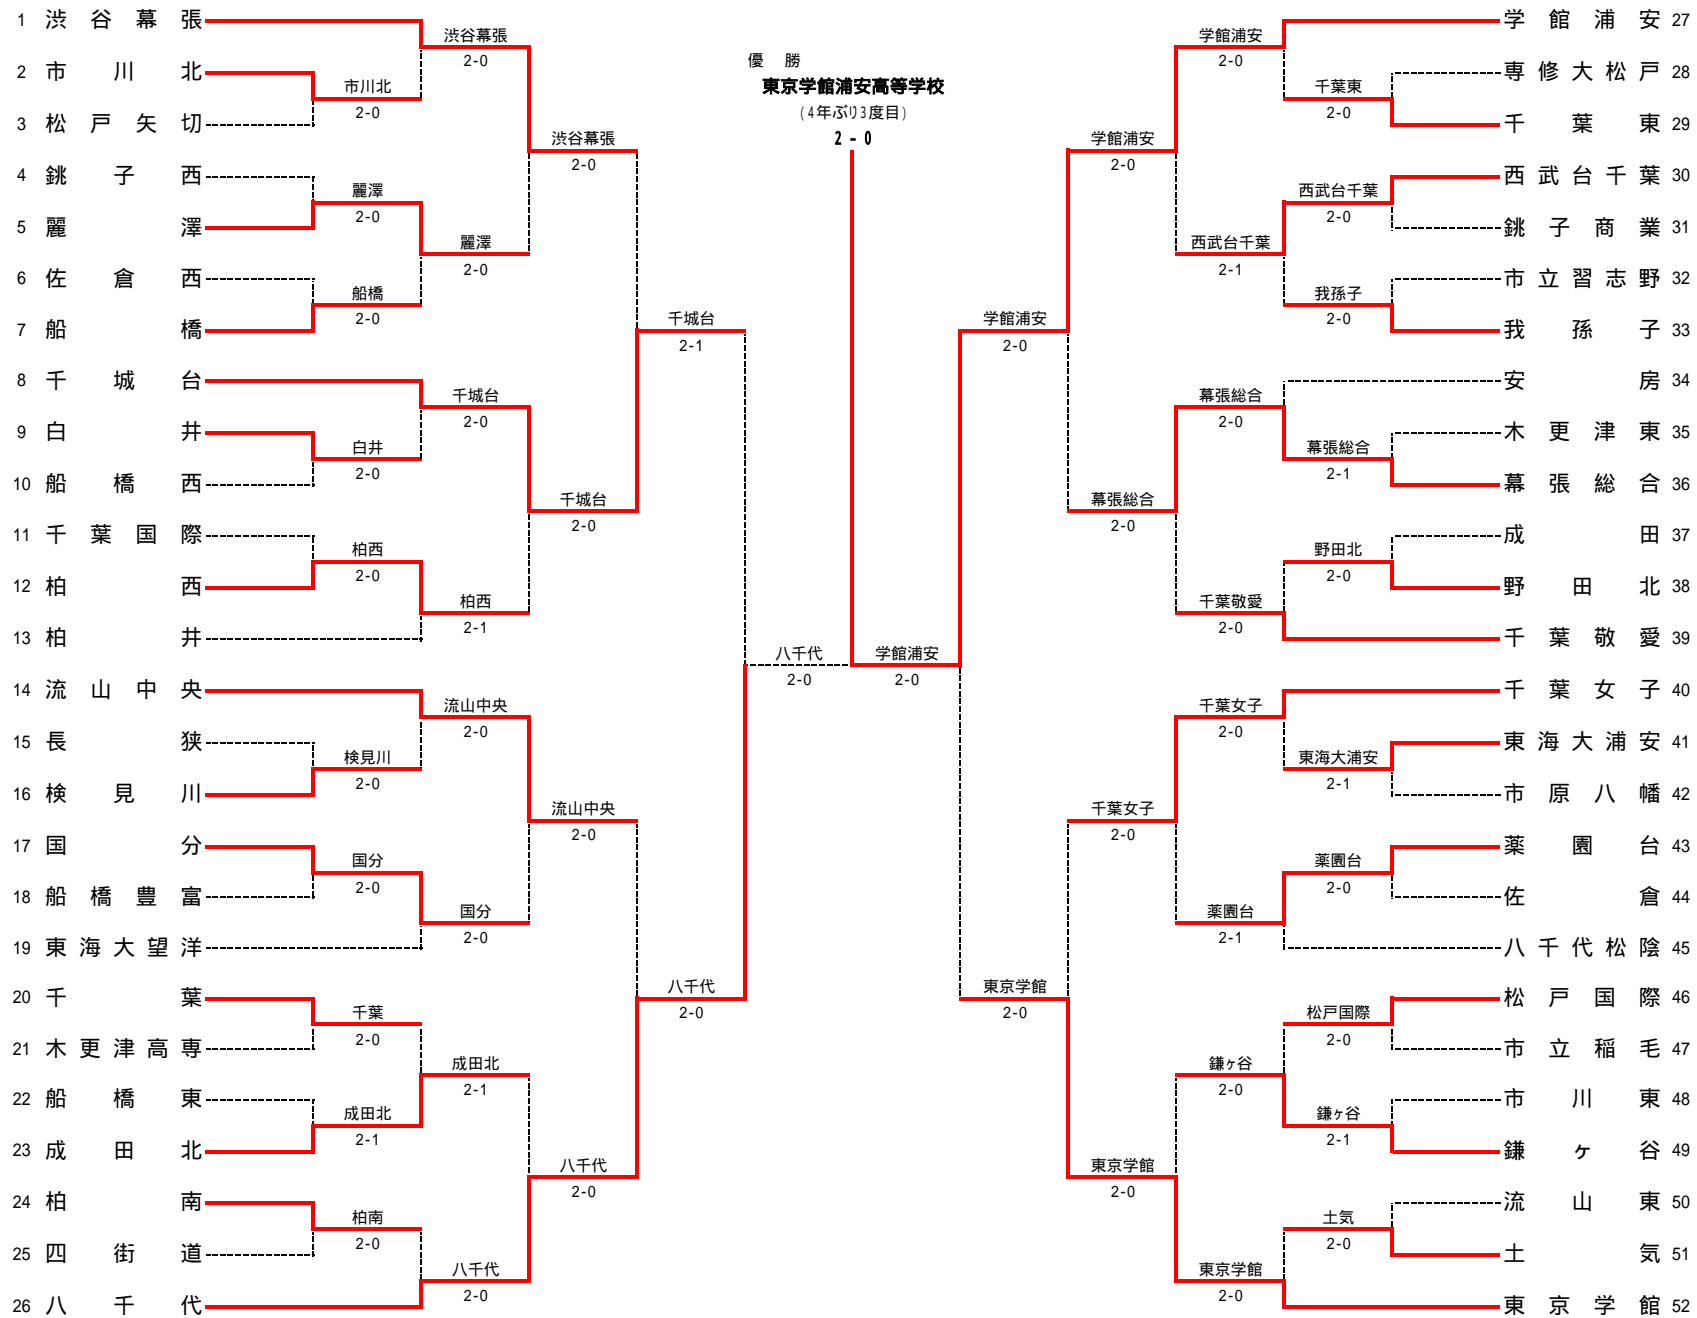 優 勝
東京学館浦安高等学校
(4年ぶり3度目)
2 - 0
1 渋谷幕張
2 市川北
3 松戸矢切
4 銚子西
5 麗澤
6 佐倉西
7 船橋
8 千城台
9 白井
10 船橋西
11 千葉国際
12 柏西
13 柏井
14 流山中央
15 長狭
16 検見川
17 国分
18 船橋豊富
19 東海大望洋
20 千葉
21 木更津高専
22 船橋東
23 成田北
24 柏南
25 四街道
26 八千代
市川北
2-0
麗澤
2-0
船橋
2-0
白井
2-0
柏西
2-0
検見川
2-0
国分
2-0
千葉
2-0
成田北
2-1
柏南
2-0
渋谷幕張
2-0
麗澤
2-0
千城台
2-0
柏西
2-1
流山中央
2-0
国分
2-0
成田北
2-1
八千代
2-0
渋谷幕張
2-0
千城台
2-0
流山中央
2-0
八千代
2-0
千城台
2-1
八千代
2-0
八千代
2-0
学館浦安
2-0
学館浦安
2-0
東京学館
2-0
学館浦安
2-0
幕張総合
2-0
千葉女子
2-0
東京学館
2-0
学館浦安
2-0
西武台千葉
2-1
幕張総合
2-0
千葉敬愛
2-0
千葉女子
2-0
薬園台
2-1
鎌ヶ谷
2-0
東京学館
2-0
千葉東
2-0
西武台千葉
2-0
我孫子
2-0
幕張総合
2-1
野田北
2-0
東海大浦安
2-1
薬園台
2-0
松戸国際
2-0
鎌ヶ谷
2-1
土気
2-0
学館浦安 27
専修大松戸 28
千葉東 29
西武台千葉 30
銚子商業 31
市立習志野 32
我孫子 33
安房 34
木更津東 35
幕張総合 36
成田 37
野田北 38
千葉敬愛 39
千葉女子 40
東海大浦安 41
市原八幡 42
薬園台 43
佐倉 44
八千代松陰 45
松戸国際 46
市立稲毛 47
市川東 48
鎌ヶ谷 49
流山東 50
土気 51
東京学館 52